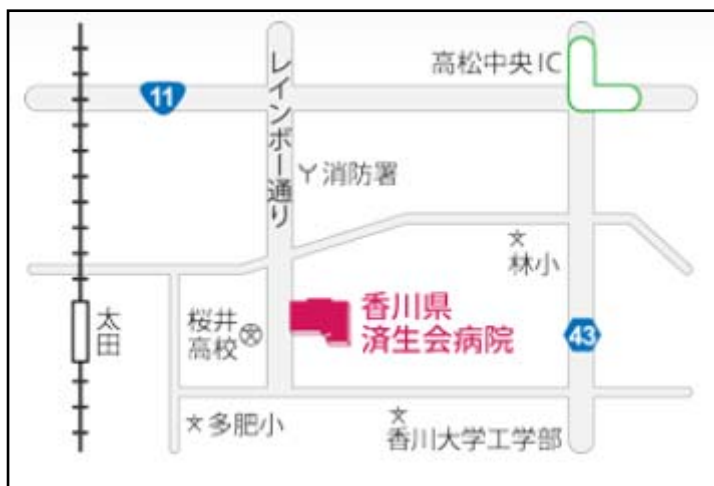 高松中央IC
11
レインボー通り
消防署
林小
太田
桜井
高校
香川県
済生会病院
43
多肥小
香川大学工学部